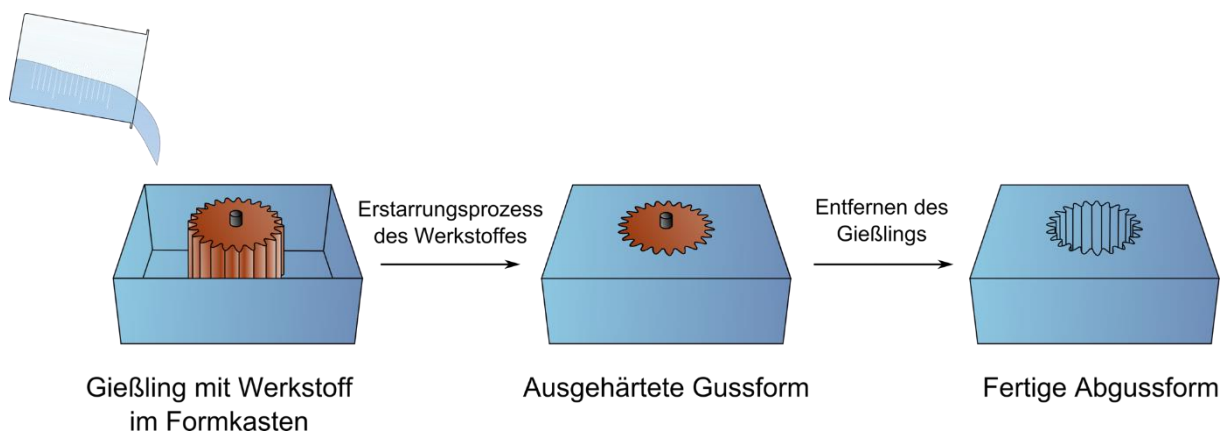 Erstarrungsprozess
des Werkstoffes
Entfernen des
Gießlings
Gießling mit Werkstoff
im Formkasten
Ausgehärtete Gussform
Fertige Abgussform